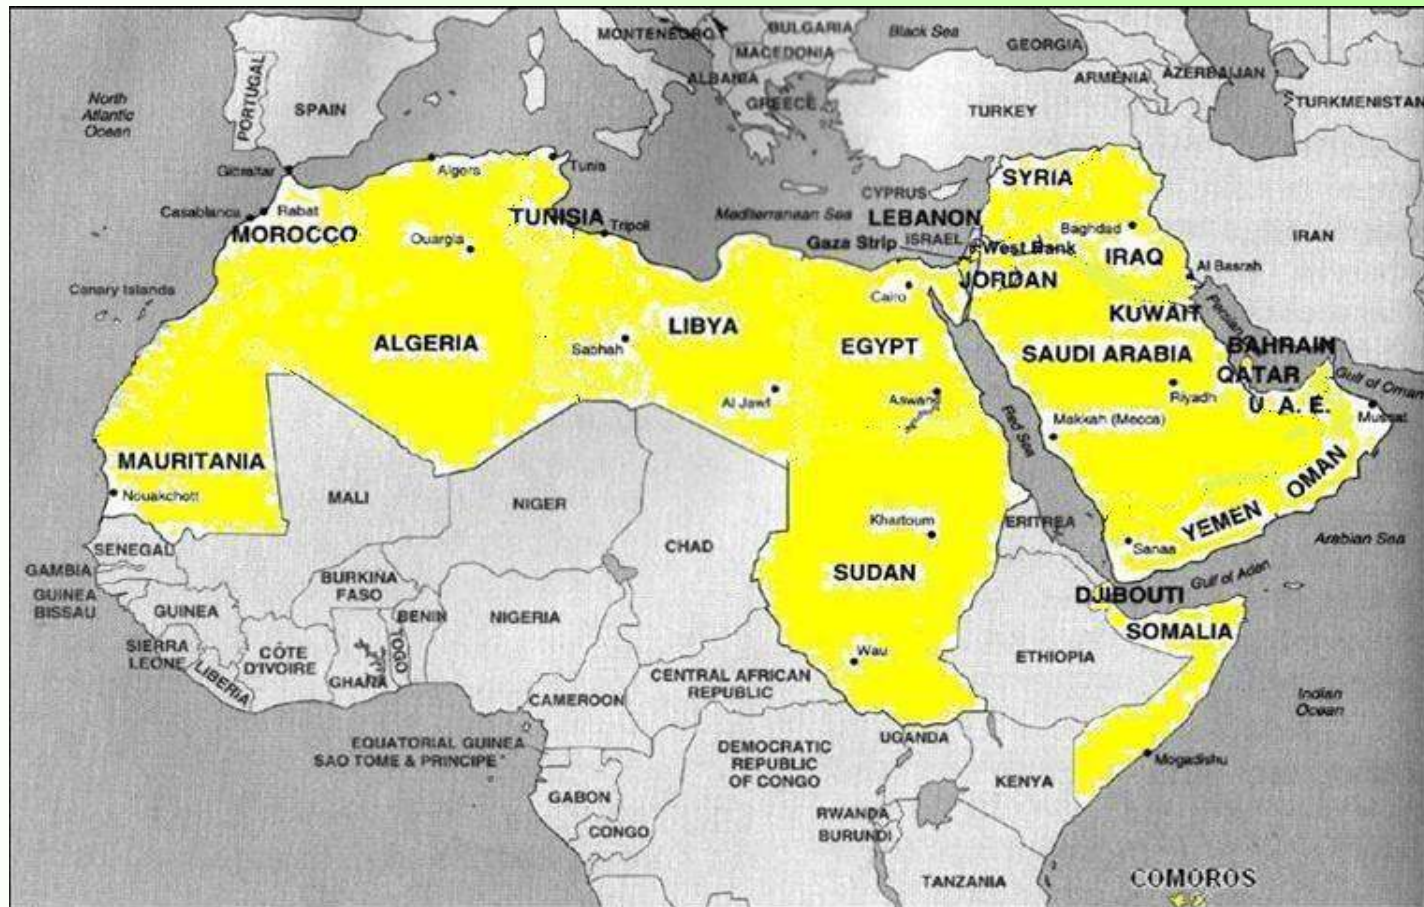 MONTENEGRO
BULGARIA
Black Sea
GEORGIA
MACEDONIA
ALBANIA
ARMENIA
AZERBAIJAN
TURKMENISTAN
North
Atlantic
Ocean
PORTUGAL
SPAIN
GREECE
TURKEY
Gibraltar
Algers
Tunis
Casablanca
Rabat
MOROCCO
Ouargla
TUNISIA
Tripoli
Mediterranean Sea
CYPRUS
LEBANON
SYRIA
Baghdad
IRAN
Gaza Strip
ISRAEL
West Bank
IRAQ
Al Basrah
Canary Islands
Cairo
JORDAN
KUWAIT
Persian
ALGERIA
Sabhah
LIBYA
EGYPT
SAUDI ARABIA
BAHRAIN
QATAR
Gulf of Oman
Al Jawf
Aswan
Red Sea
Riyadh
U. A. E.
Muscat
Makkah (Mecca)
MAURITANIA
Nouakchott
MALI
NIGER
OMAN
YEMEN
Khartoum
ERITREA
Sanaa
Arabian Sea
SENEGAL
GAMBIA
GUINEA
BISSAU
BURKINA
FASO
CHAD
SUDAN
Gulf of Aden
DJIBOUTI
GUINEA
BENIN
NIGERIA
SOMALIA
SIERRA
LEONE
CÔTE
D'IVOIRE
TOGO
Wau
ETHIOPIA
LIBERIA
GHANA
CENTRAL AFRICAN
REPUBLIC
CAMEROON
Indian
Ocean
EQUATORIAL GUINEA
SAO TOME & PRINCIPE
DEMOCRATIC
REPUBLIC
OF CONGO
UGANDA
Mogadishu
GABON
KENYA
RWANDA
BURUNDI
CONGO
TANZANIA
COMOROS